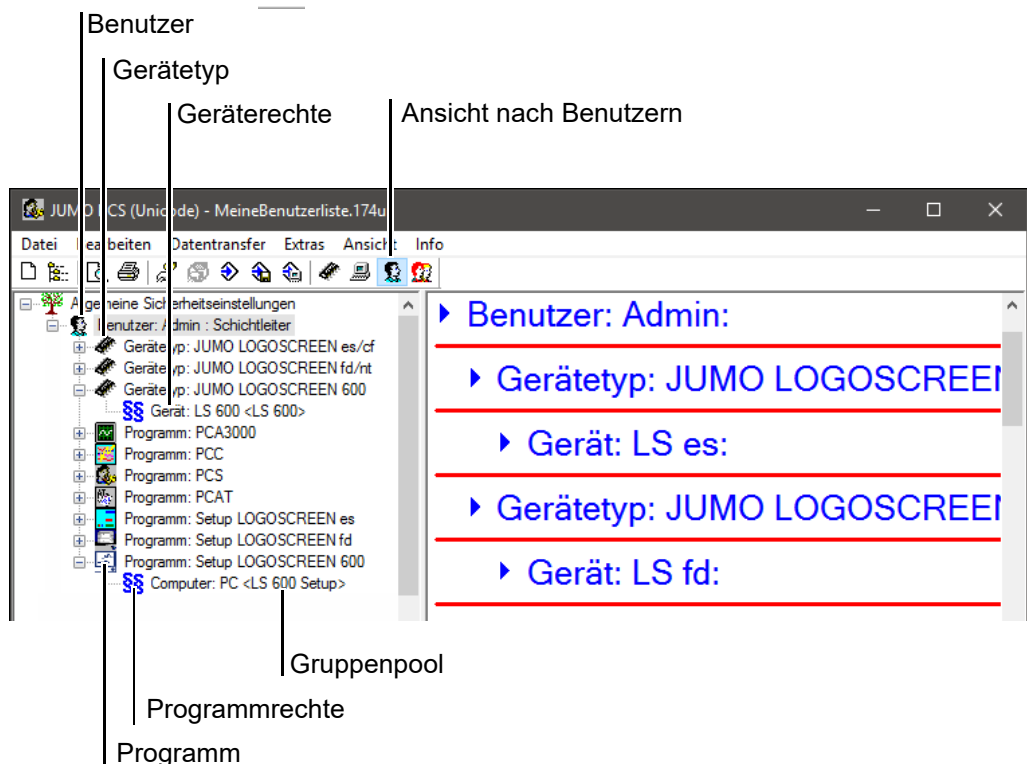 Benutzer
Gerätetyp
Geräterechte
Ansicht nach Benutzern
JUMO PCS (Unicode) - MeineBenutzerliste.174u
Datei Bearbeiten Datentransfer Extras Ansicht Info
Allgemeine Sicherheitseinstellungen
Benutzer: Admin : Schichtleiter
Gerätetyp: JUMO LOGOSCREEN es/cf
Gerätetyp: JUMO LOGOSCREEN fd/nt
Gerätetyp: JUMO LOGOSCREEN 600
§§ Gerät: LS 600 <LS 600>
Programm: PCA3000
Programm: PCC
Programm: PCS
Programm: PCAT
Programm: Setup LOGOSCREEN es
Programm: Setup LOGOSCREEN fd
Programm: Setup LOGOSCREEN 600
§§ Computer: PC <LS 600 Setup>
Benutzer: Admin:
Gerätetyp: JUMO LOGOSCREEN
Gerät: LS es:
Gerätetyp: JUMO LOGOSCREEN
Gerät: LS fd:
Gruppenpool
Programmrechte
Programm